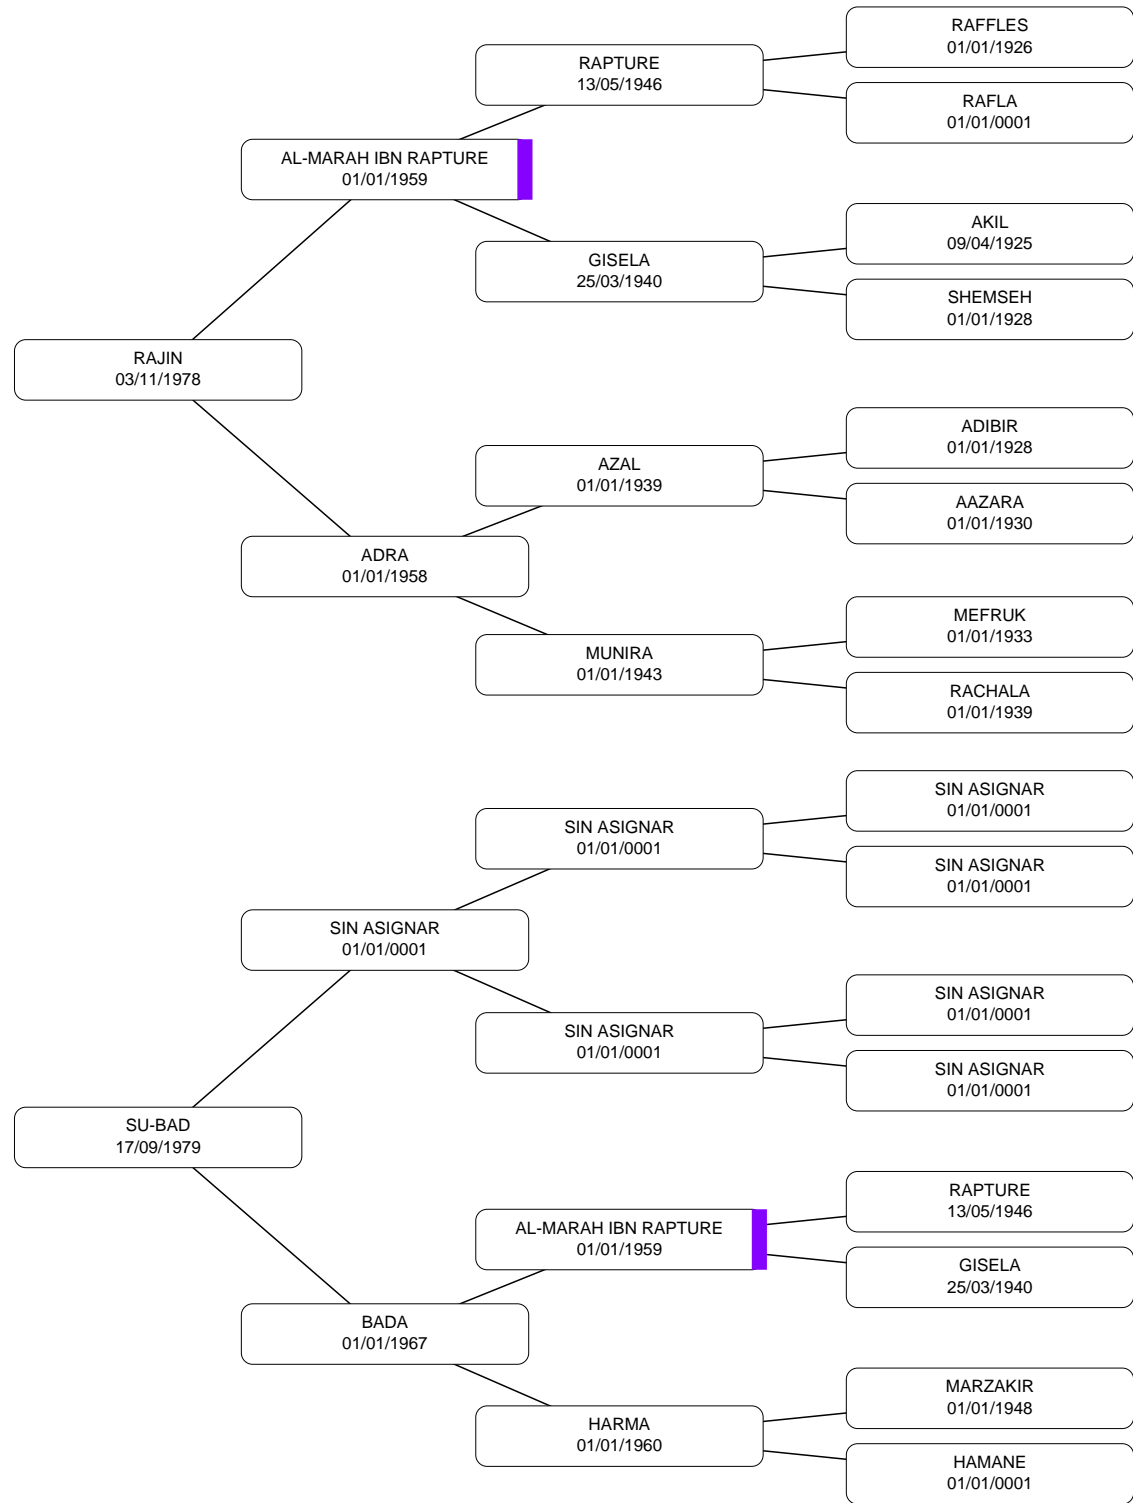 RAFFLES
01/01/1926
RAPTURE
13/05/1946
RAFLA
01/01/0001
AL-MARAH IBN RAPTURE
01/01/1959
AKIL
09/04/1925
GISELA
25/03/1940
SHEMSEH
01/01/1928
RAJIN
03/11/1978
ADIBIR
01/01/1928
AZAL
01/01/1939
AAZARA
01/01/1930
ADRA
01/01/1958
MEFRUK
01/01/1933
MUNIRA
01/01/1943
RACHALA
01/01/1939
SIN ASIGNAR
01/01/0001
SIN ASIGNAR
01/01/0001
SIN ASIGNAR
01/01/0001
SIN ASIGNAR
01/01/0001
SIN ASIGNAR
01/01/0001
SIN ASIGNAR
01/01/0001
SIN ASIGNAR
01/01/0001
SU-BAD
17/09/1979
RAPTURE
13/05/1946
AL-MARAH IBN RAPTURE
01/01/1959
GISELA
25/03/1940
BADA
01/01/1967
MARZAKIR
01/01/1948
HARMA
01/01/1960
HAMANE
01/01/0001